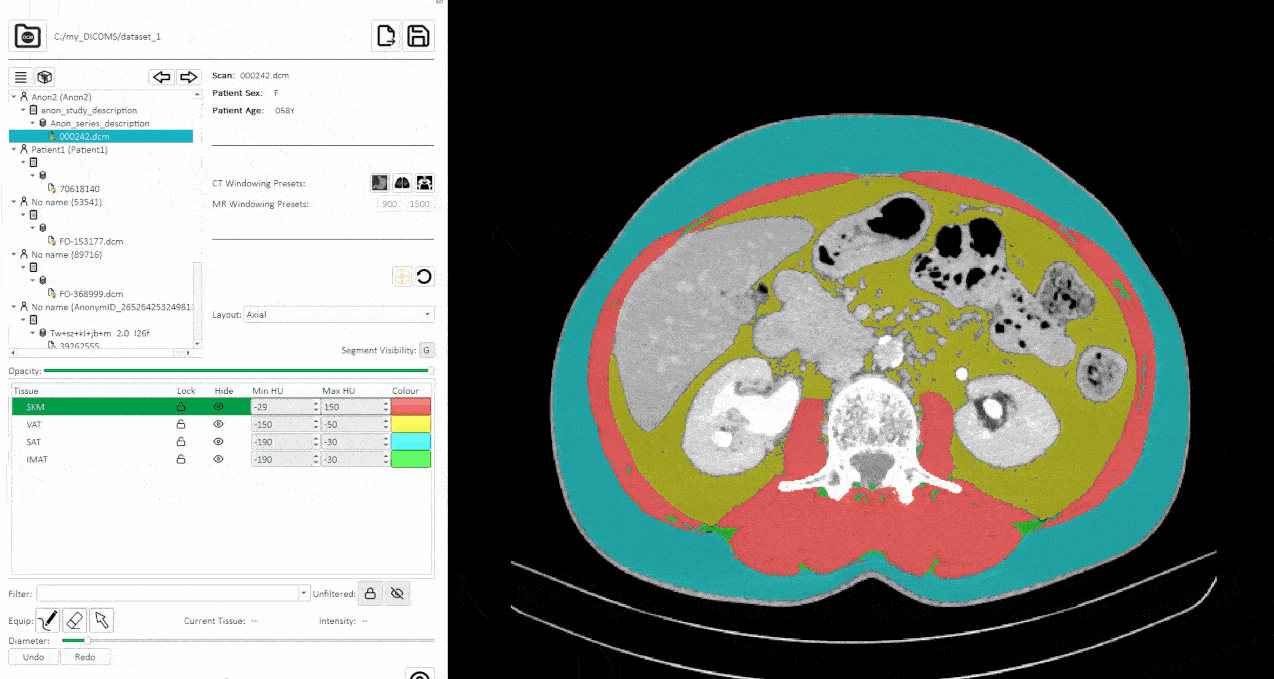 C:/my_DICOMS/dataset_1
Scan: 000242.dcm
Patient Sex: F
Patient Age: 058Y
Anon2 (Anon2)
anon_study_description
Anon_series_description
000242.dcm
Patient1 (Patient1)
70618140
No name (53541)
FO-153177.dcm
No name (89716)
FO-368999.dcm
No name (AnonymID_26526425324981
Tw+sz+kl+jb+m: 2.0 I26f
39262555
CT Windowing Presets:
MR Windowing Presets: 900 1500
Layout: Axial
Segment Visibility: G
Opacity:
Tissue Lock Hide Min HU Max HU Colour
SKM -29 150
VAT -150 -50
SAT -190 -30
IMAT -190 -30
Filter: Unfiltered:
Equip: Current Tissue: -- Intensity: --
Diameter:
Undo Redo